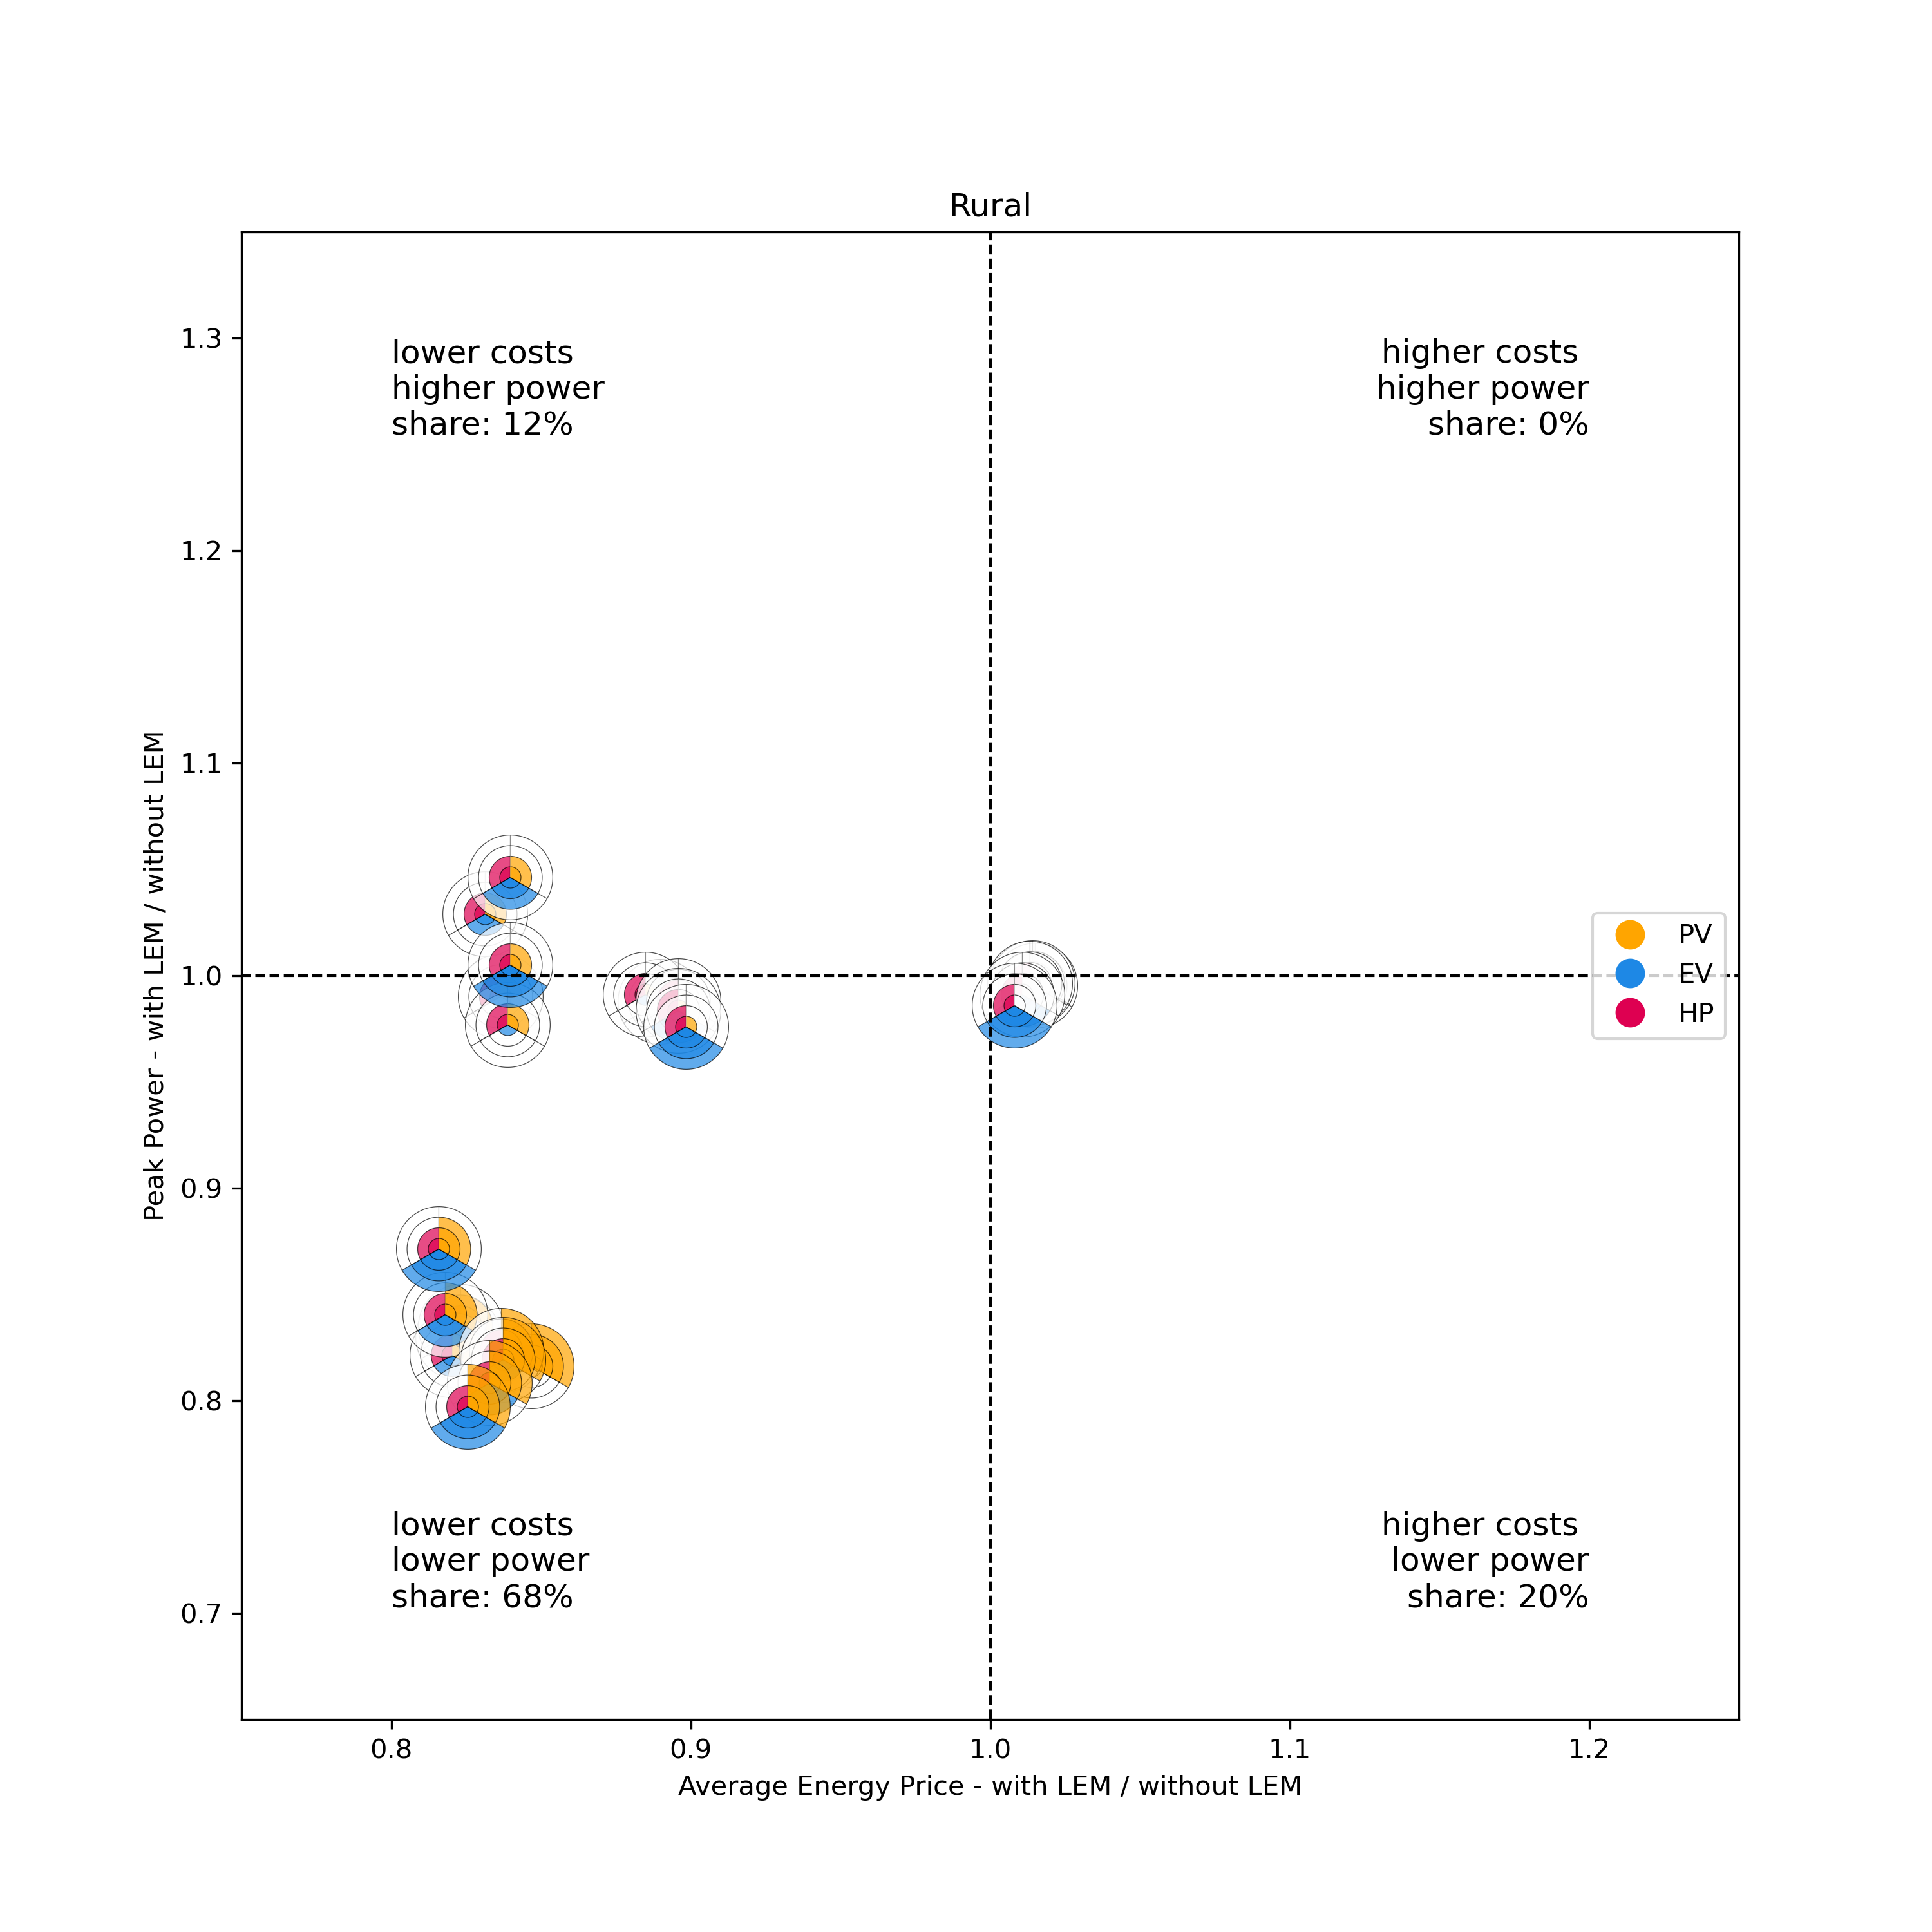 Rural
lower costs
higher power
share: 12%
higher costs
higher power
share: 0%
1.3
1.2
1.1
1.0
0.9
0.8
0.7
Peak Power - with LEM / without LEM
PV
EV
HP
lower costs
lower power
share: 68%
higher costs
lower power
share: 20%
0.8
0.9
1.0
1.1
1.2
Average Energy Price - with LEM / without LEM